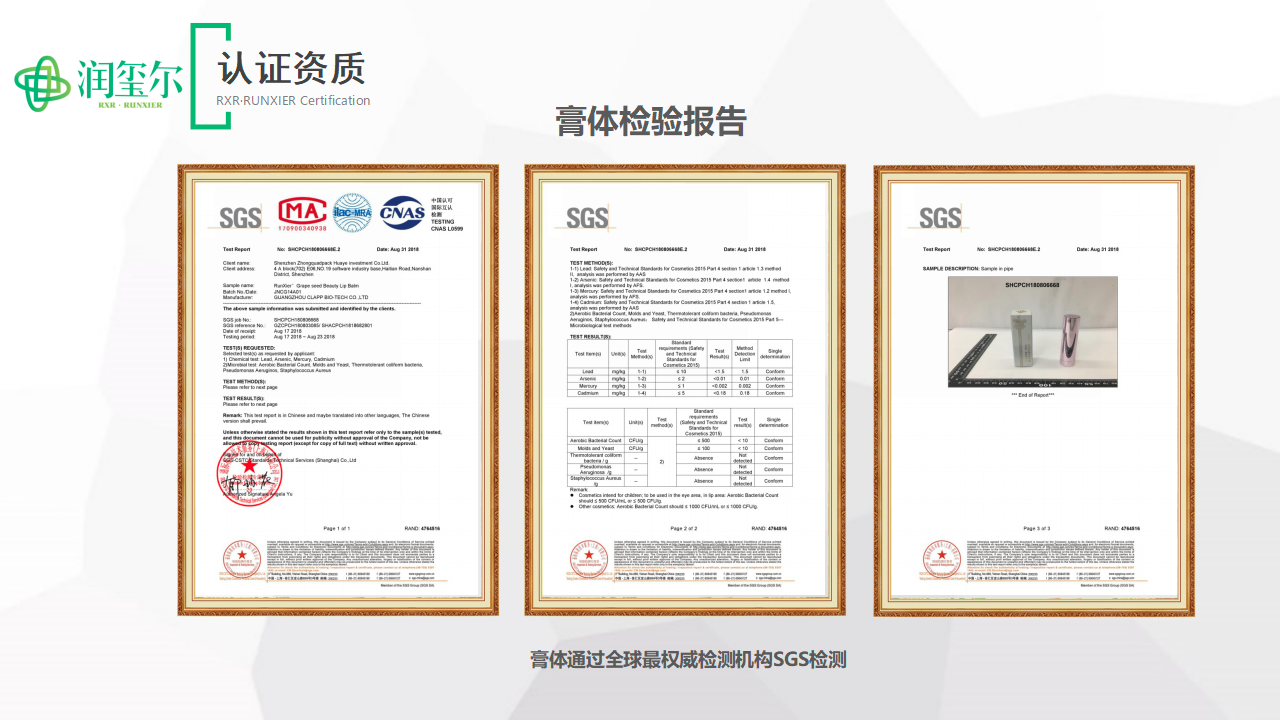 润玺尔
RXR · RUNXIER
认证资质
RXR·RUNXIER Certification
膏体检验报告
SGS
MA
170900340938
ilac-MRA
CNAS
中国认可
国际互认
检测
TESTING
CNAS L0599
Test Report No: SHCPCH180806668E.2 Date: Aug 31 2018
Client name: Shenzhen Zhongquadpack Huaye investment Co.Ltd.
Client address: 4 A block(702) E06,NO.19 software industry base,Haitian Road,Nanshan
District, Shenzhen
Sample name: RunXier` Grape seed Beauty Lip Balm
Batch No./Date: JNCG14A01
Manufacturer: GUANGZHOU CLAPP BIO-TECH CO.,LTD
The above sample information was submitted and identified by the clients.
SGS job No.: SHCPCH180806668
SGS reference No.: GZCPCH180803085/ SHACPCH1818682801
Date of receipt: Aug 17 2018
Testing period: Aug 17 2018 – Aug 23 2018
TEST(S) REQUESTED:
Selected test(s) as requested by applicant:
1) Chemical test: Lead, Arsenic, Mercury, Cadmium
2)Microbial test: Aerobic Bacterial Count, Molds and Yeast, Thermotolerant coliform bacteria,
Pseudomonas Aeruginos, Staphylococcus Aureus
TEST METHOD(S):
Please refer to next page
TEST RESULT(S):
Please refer to next page
Remark: This test report is in Chinese and maybe translated into other languages, The Chinese
version shall prevail.
Unless otherwise stated the results shown in this test report refer only to the sample(s) tested,
and this document cannot be used for publicity without approval of the Company, not be
allowed to copy testing report (except for full text) without written approval.
Signed for and on behalf of
SGS-CSTC Standards Technical Services (Shanghai) Co.,Ltd
Authorized Signature Angela Yu
Page 1 of 1 RAND: 4764816
Member of the SGS Group (SGS SA)
SGS
Test Report No: SHCPCH180806668E.2 Date: Aug 31 2018
TEST METHOD(S):
1-1) Lead: Safety and Technical Standards for Cosmetics 2015 Part 4 section 1 article 1.3 method
II, analysis was performed by AAS
1-2) Arsenic: Safety and Technical Standards for Cosmetics 2015 Part 4 section1 article 1.4 method
I, analysis was performed by AFS.
1-3) Mercury: Safety and Technical Standards for Cosmetics 2015 Part 4 section1 article 1.2 method I,
analysis was performed by AFS.
1-4) Cadmium: Safety and Technical Standards for Cosmetics 2015 Part 4 section 1 article 1.5,
analysis was performed by AAS
2)Aerobic Bacterial Count, Molds and Yeast, Thermotolerant coliform bacteria, Pseudomonas
Aeruginos, Staphylococcus Aureus: Safety and Technical Standards for Cosmetics 2015 Part 5—
Microbiological test methods
TEST RESULT(S):
Test Item(s) Unit(s) Test Method(s) Standard requirements (Safety and Technical Standards for Cosmetics 2015) Test Result(s) Method Detection Limit Single determination
Lead mg/kg 1-1) ≤ 10 <1.5 1.5 Conform
Arsenic mg/kg 1-2) ≤ 2 <0.01 0.01 Conform
Mercury mg/kg 1-3) ≤ 1 <0.002 0.002 Conform
Cadmium mg/kg 1-4) ≤ 5 <0.18 0.18 Conform
Test item(s) Unit(s) Test method(s) Standard requirements (Safety and Technical Standards for Cosmetics 2015) Test result(s) Single determination
Aerobic Bacterial Count CFU/g 2) ≤ 500 < 10 Conform
Molds and Yeast CFU/g ≤ 100 < 10 Conform
Thermotolerant coliform bacteria / g -- Absence Not detected Conform
Pseudomonas Aeruginosa /g -- Absence Not detected Conform
Staphylococcus Aureus /g -- Absence Not detected Conform
Remark:
● Cosmetics intend for children; to be used in the eye area, in lip area: Aerobic Bacterial Count
should ≤ 500 CFU/mL or ≤ 500 CFU/g.
● Other cosmetics: Aerobic Bacterial Count should ≤ 1000 CFU/mL or ≤ 1000 CFU/g.
Page 2 of 2 RAND: 4764816
Member of the SGS Group (SGS SA)
SGS
Test Report No: SHCPCH180806668E.2 Date: Aug 31 2018
SAMPLE DESCRIPTION: Sample in pipe
SHCPCH180806668
*** End of Report***
Page 3 of 3 RAND: 4764816
Member of the SGS Group (SGS SA)
膏体通过全球最权威检测机构SGS检测